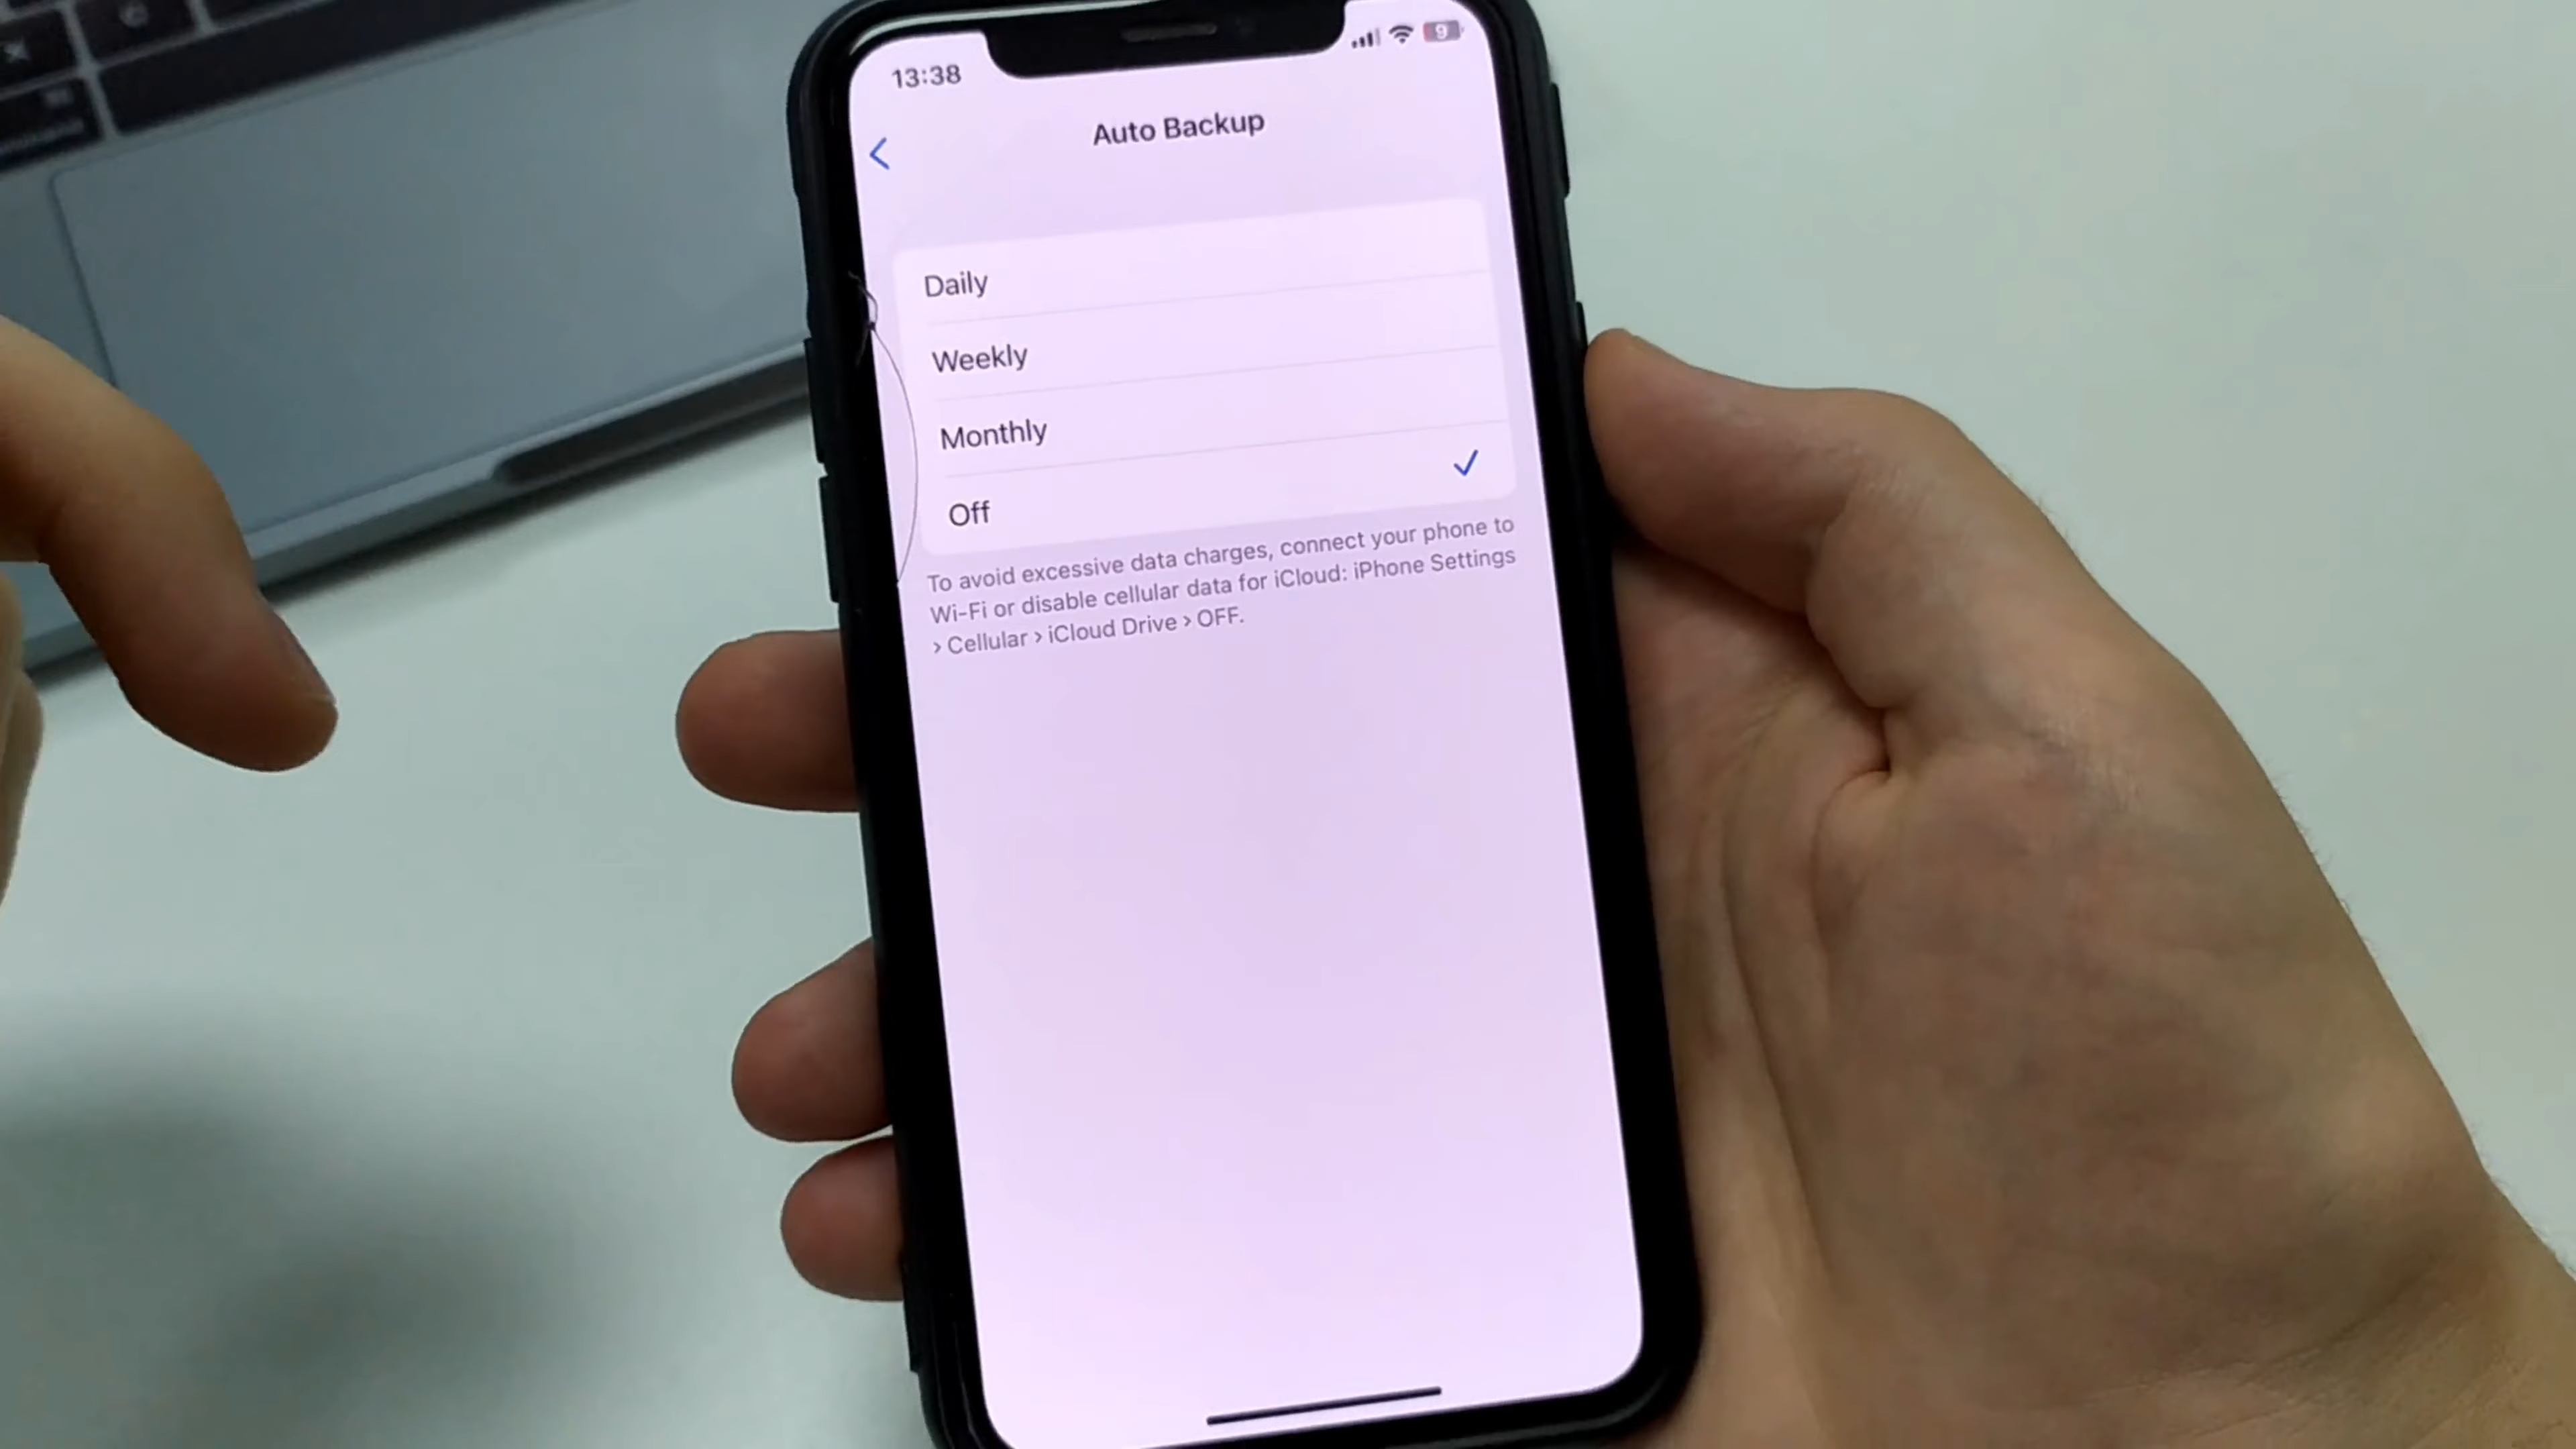 13:38
9
Auto Backup
Daily
Weekly
Monthly
Off
To avoid excessive data charges, connect your phone to
Wi-Fi or disable cellular data for iCloud: iPhone Settings
> Cellular > iCloud Drive > OFF.